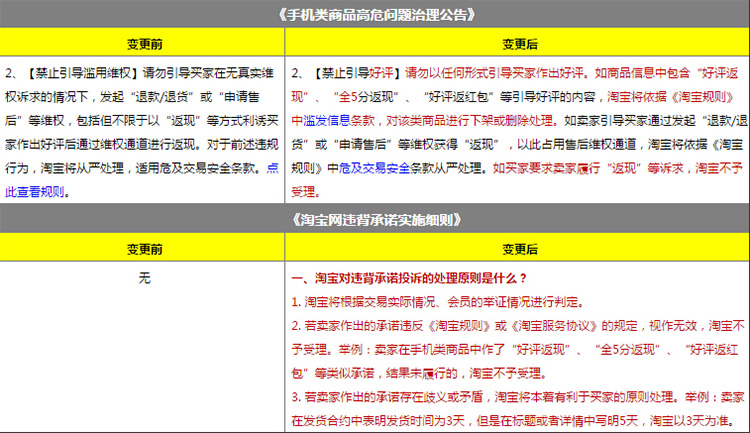 《手机类商品高危问题治理公告》
变更前
变更后
2、【禁止引导滥用维权】请勿引导买家在无真实维
权诉求的情况下，发起“退款/退货”或“申请售
后”等维权，包括但不限于以“返现”等方式利诱买
家作出好评后通过维权通道进行返现。对于前述违规
行为，淘宝将从严处理，适用危及交易安全条款。点
此查看规则。
2、【禁止引导好评】请勿以任何形式引导买家作出好评。如商品信息中包含“好评返
现”、“全5分返现”、“好评返红包”等引导好评的内容，淘宝将依据《淘宝规则》
中滥发信息条款，对该类商品进行下架或删除处理。如卖家引导买家通过发起“退款/退
货”或“申请售后”等维权获得“返现”，以此占用售后维权通道，淘宝将依据《淘宝
规则》中危及交易安全条款从严处理。如买家要求卖家履行“返现”等诉求，淘宝不予
受理。
《淘宝网违背承诺实施细则》
变更前
变更后
无
一、淘宝对违背承诺投诉的处理原则是什么？
1. 淘宝将根据交易实际情况、会员的举证情况进行判定。
2. 若卖家作出的承诺违反《淘宝规则》或《淘宝服务协议》的规定，视作无效，淘宝不
予受理。举例：卖家在手机类商品中作了“好评返现”、“全5分返现”、“好评返红
包”等类似承诺，结果未履行的，淘宝不予受理。
3. 若卖家作出的承诺存在歧义或矛盾，淘宝将本着有利于买家的原则处理。举例：卖家
在发货合约中表明发货时间为3天，但是在标题或者详情中写明5天，淘宝以3天为准。